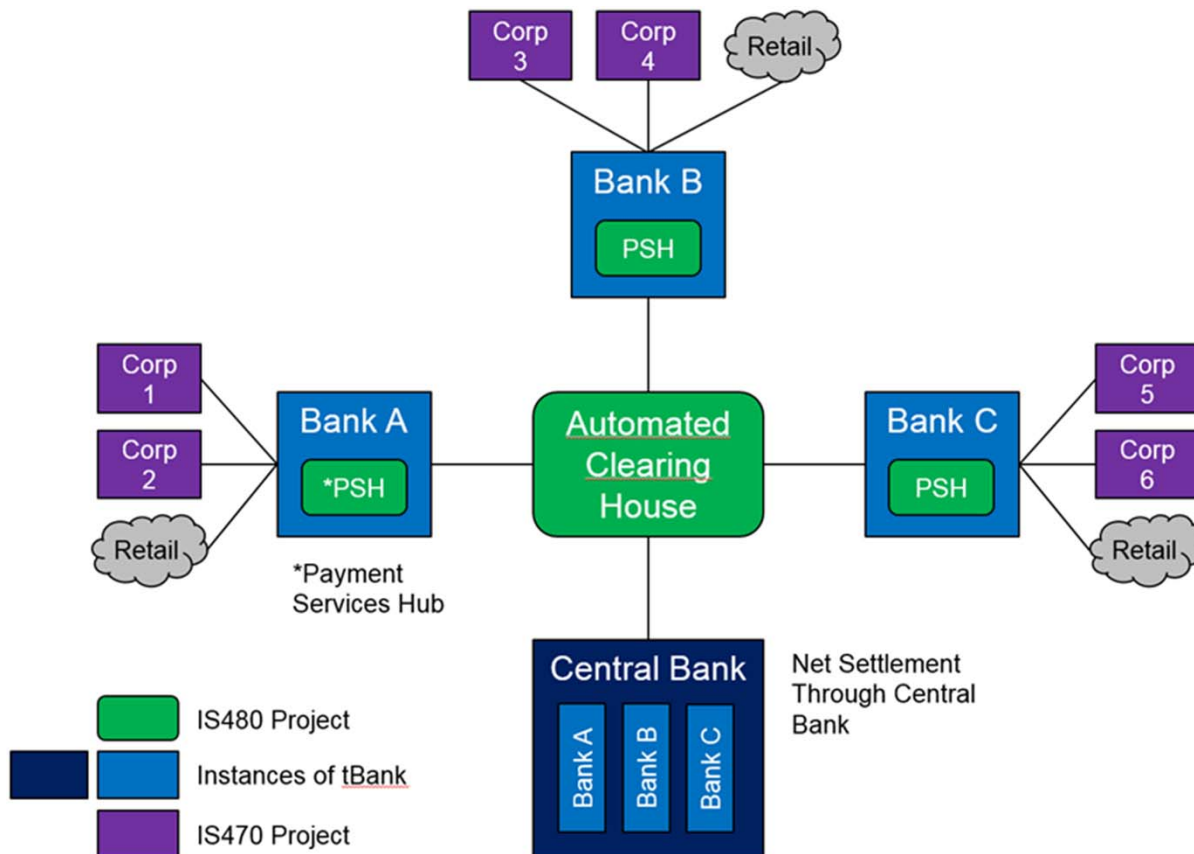 Corp
3
Corp
4
Retail
Bank B
PSH
Corp
1
Corp
2
Retail
Bank A
*PSH
*Payment
Services Hub
Automated
Clearing
House
Bank C
PSH
Corp
5
Corp
6
Retail
Central Bank
Bank A
Bank B
Bank C
Net Settlement
Through Central
Bank
IS480 Project
Instances of tBank
IS470 Project